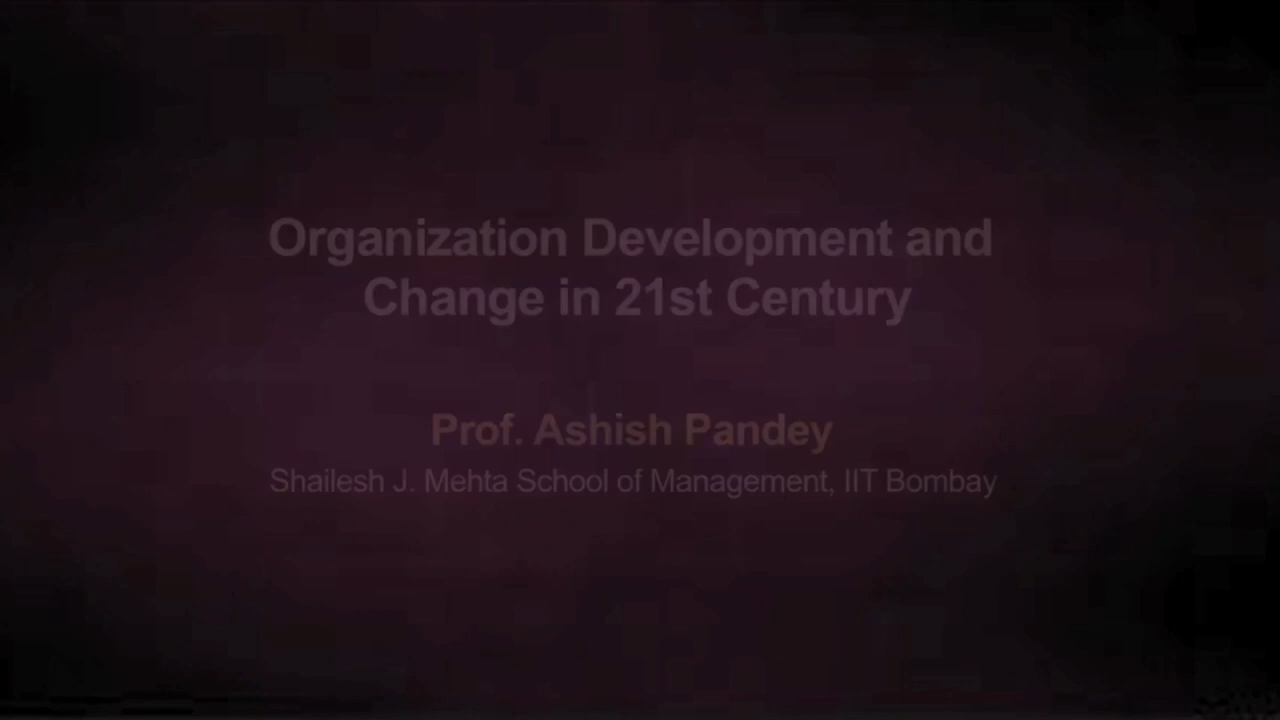 Organization Development and
Change in 21st Century
Prof. Ashish Pandey
Shailesh J. Mehta School of Management, IIT Bombay